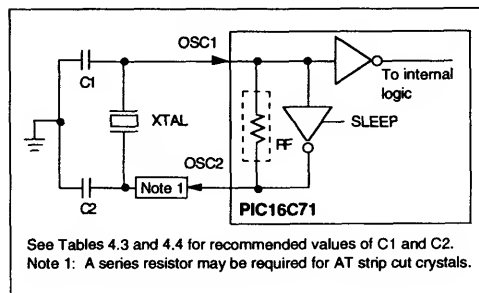 OSC1
C1
To internal
logic
XTAL
SLEEP
RF
OSC2
Note 1
C2
PIC16C71
See Tables 4.3 and 4.4 for recommended values of C1 and C2.
Note 1: A series resistor may be required for AT strip cut crystals.